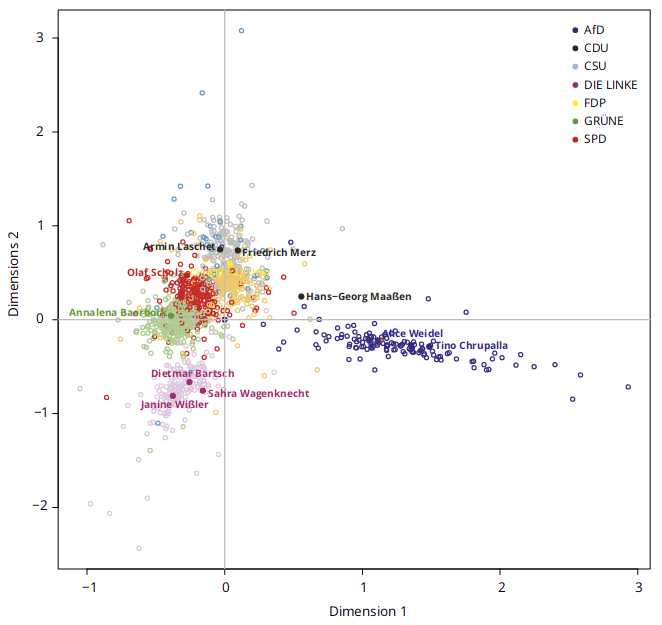 3
AfD
CDU
CSU
DIE LINKE
2
FDP
GRÜNE
SPD
1
Armin Laschet
Friedrich Merz
Olaf Scholz
Hans−Georg Maaßen
Annalena Baerbock
0
Alice Weidel
Tino Chrupalla
Dietmar Bartsch
Sahra Wagenknecht
Janine Wißler
−1
−2
Dimensions 2
−1
0
1
2
3
Dimension 1